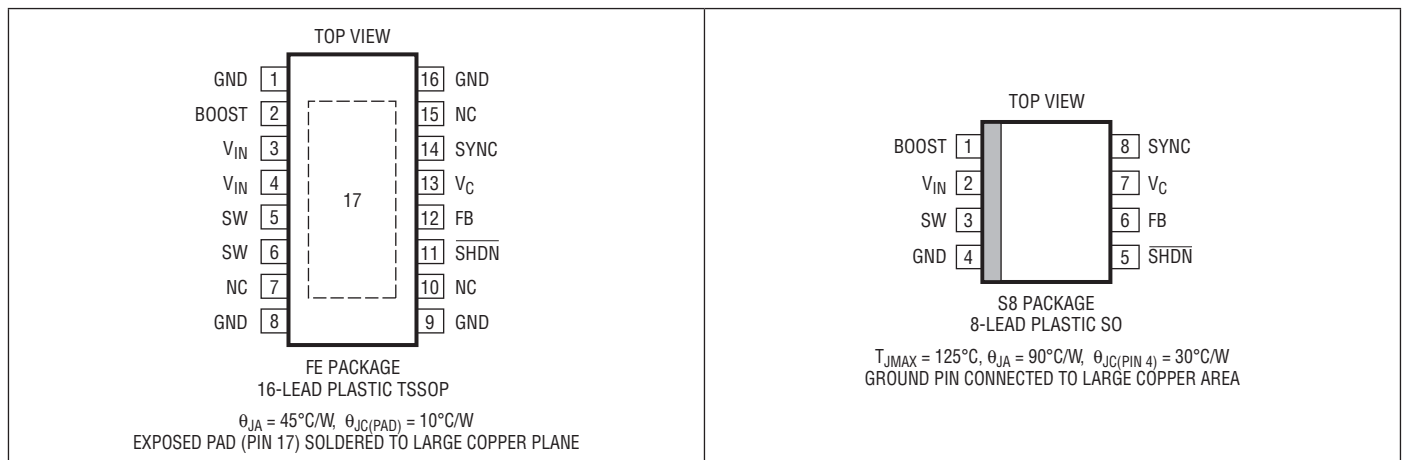 TOP VIEW
GND 1
BOOST 2
VIN 3
VIN 4
SW 5
SW 6
NC 7
GND 8
17
16 GND
15 NC
14 SYNC
13 VC
12 FB
11 SHDN
10 NC
9 GND
FE PACKAGE
16-LEAD PLASTIC TSSOP
θJA = 45°C/W, θJC(PAD) = 10°C/W
EXPOSED PAD (PIN 17) SOLDERED TO LARGE COPPER PLANE
TOP VIEW
BOOST 1
VIN 2
SW 3
GND 4
8 SYNC
7 VC
6 FB
5 SHDN
S8 PACKAGE
8-LEAD PLASTIC SO
TJMAX = 125°C, θJA = 90°C/W, θJC(PIN 4) = 30°C/W
GROUND PIN CONNECTED TO LARGE COPPER AREA